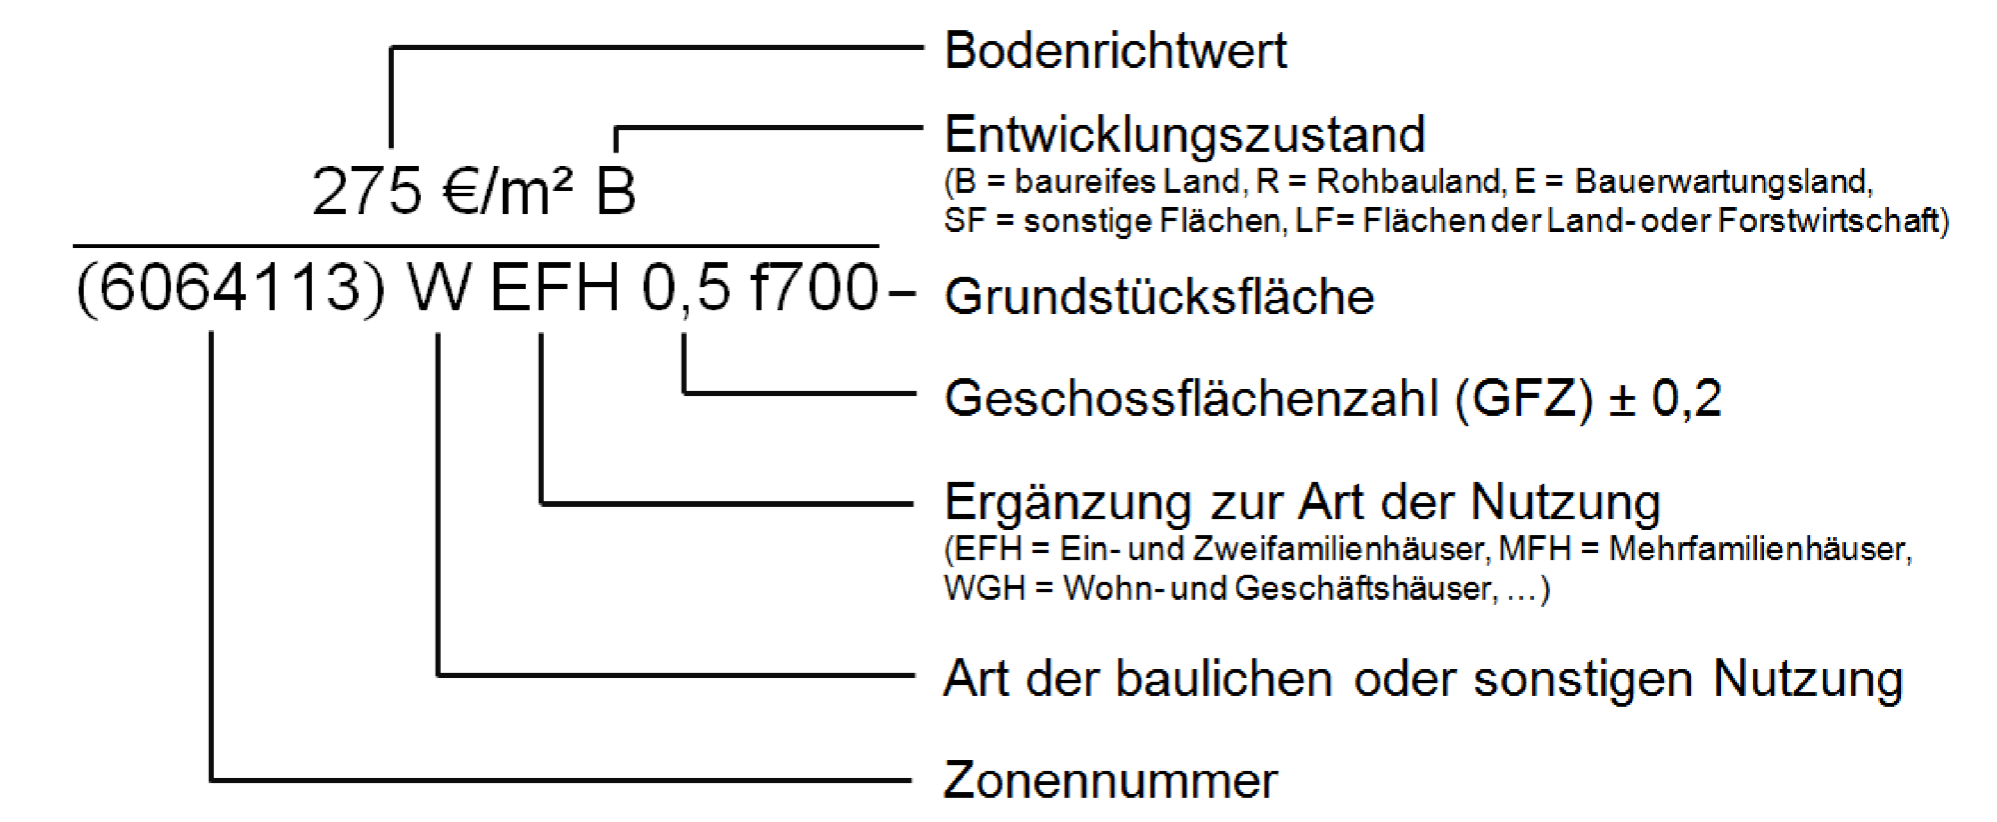 Bodenrichtwert
Entwicklungszustand
(B = baureifes Land, R = Rohbauland, E = Bauerwartungsland,
SF = sonstige Flächen, LF= Flächen der Land- oder Forstwirtschaft)
275 €/m² B
(6064113) W EFH 0,5 f700
Grundstücksfläche
Geschossflächenzahl (GFZ) ± 0,2
Ergänzung zur Art der Nutzung
(EFH = Ein- und Zweifamilienhäuser, MFH = Mehrfamilienhäuser,
WGH = Wohn- und Geschäftshäuser, ...)
Art der baulichen oder sonstigen Nutzung
Zonennummer